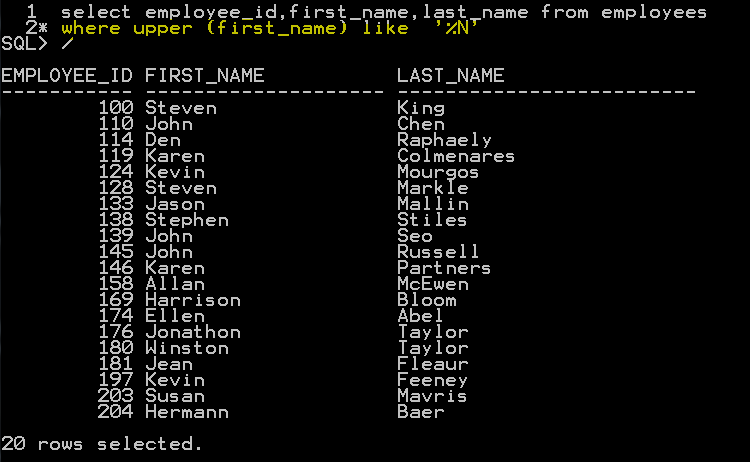 1 select employee_id,first_name,last_name from employees
2* where upper (first_name) like '%N'
SQL> /
EMPLOYEE_ID FIRST_NAME LAST_NAME
----------- -------------------- -------------------------
100 Steven King
110 John Chen
114 Den Raphaely
119 Karen Colmenares
124 Kevin Mourgos
128 Steven Markle
133 Jason Mallin
138 Stephen Stiles
139 John Seo
145 John Russell
146 Karen Partners
158 Allan McEwen
169 Harrison Bloom
174 Ellen Abel
176 Jonathon Taylor
180 Winston Taylor
181 Jean Fleaur
197 Kevin Feeney
203 Susan Mavris
204 Hermann Baer
20 rows selected.